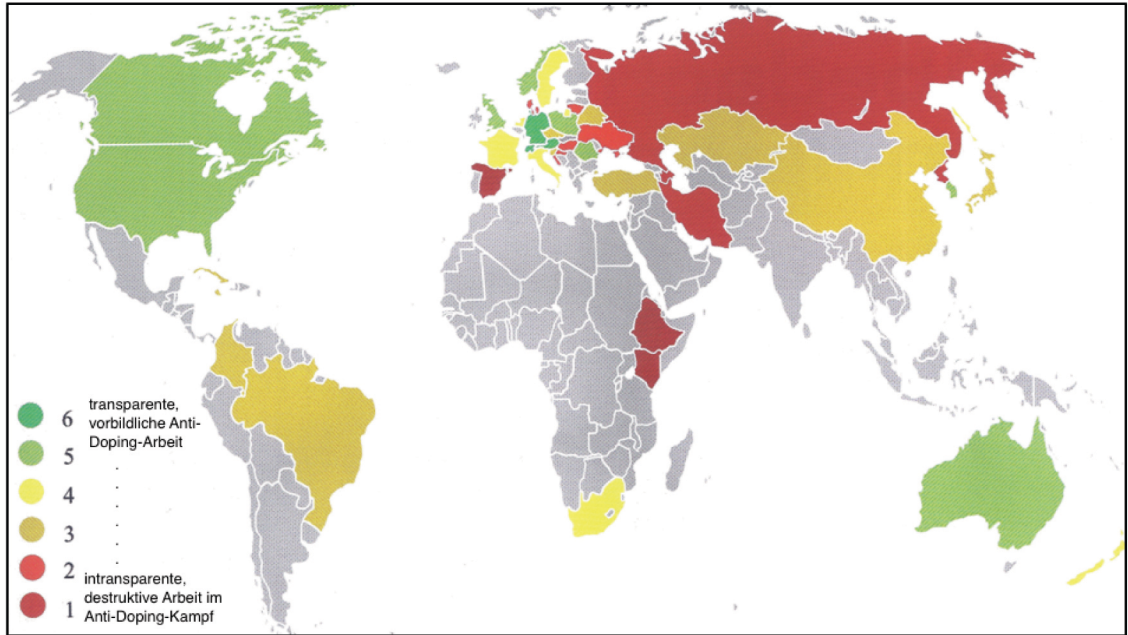 6 transparente,
vorbildliche Anti-
Doping-Arbeit
5
4
3
2
intransparente,
destruktive Arbeit im
1 Anti-Doping-Kampf